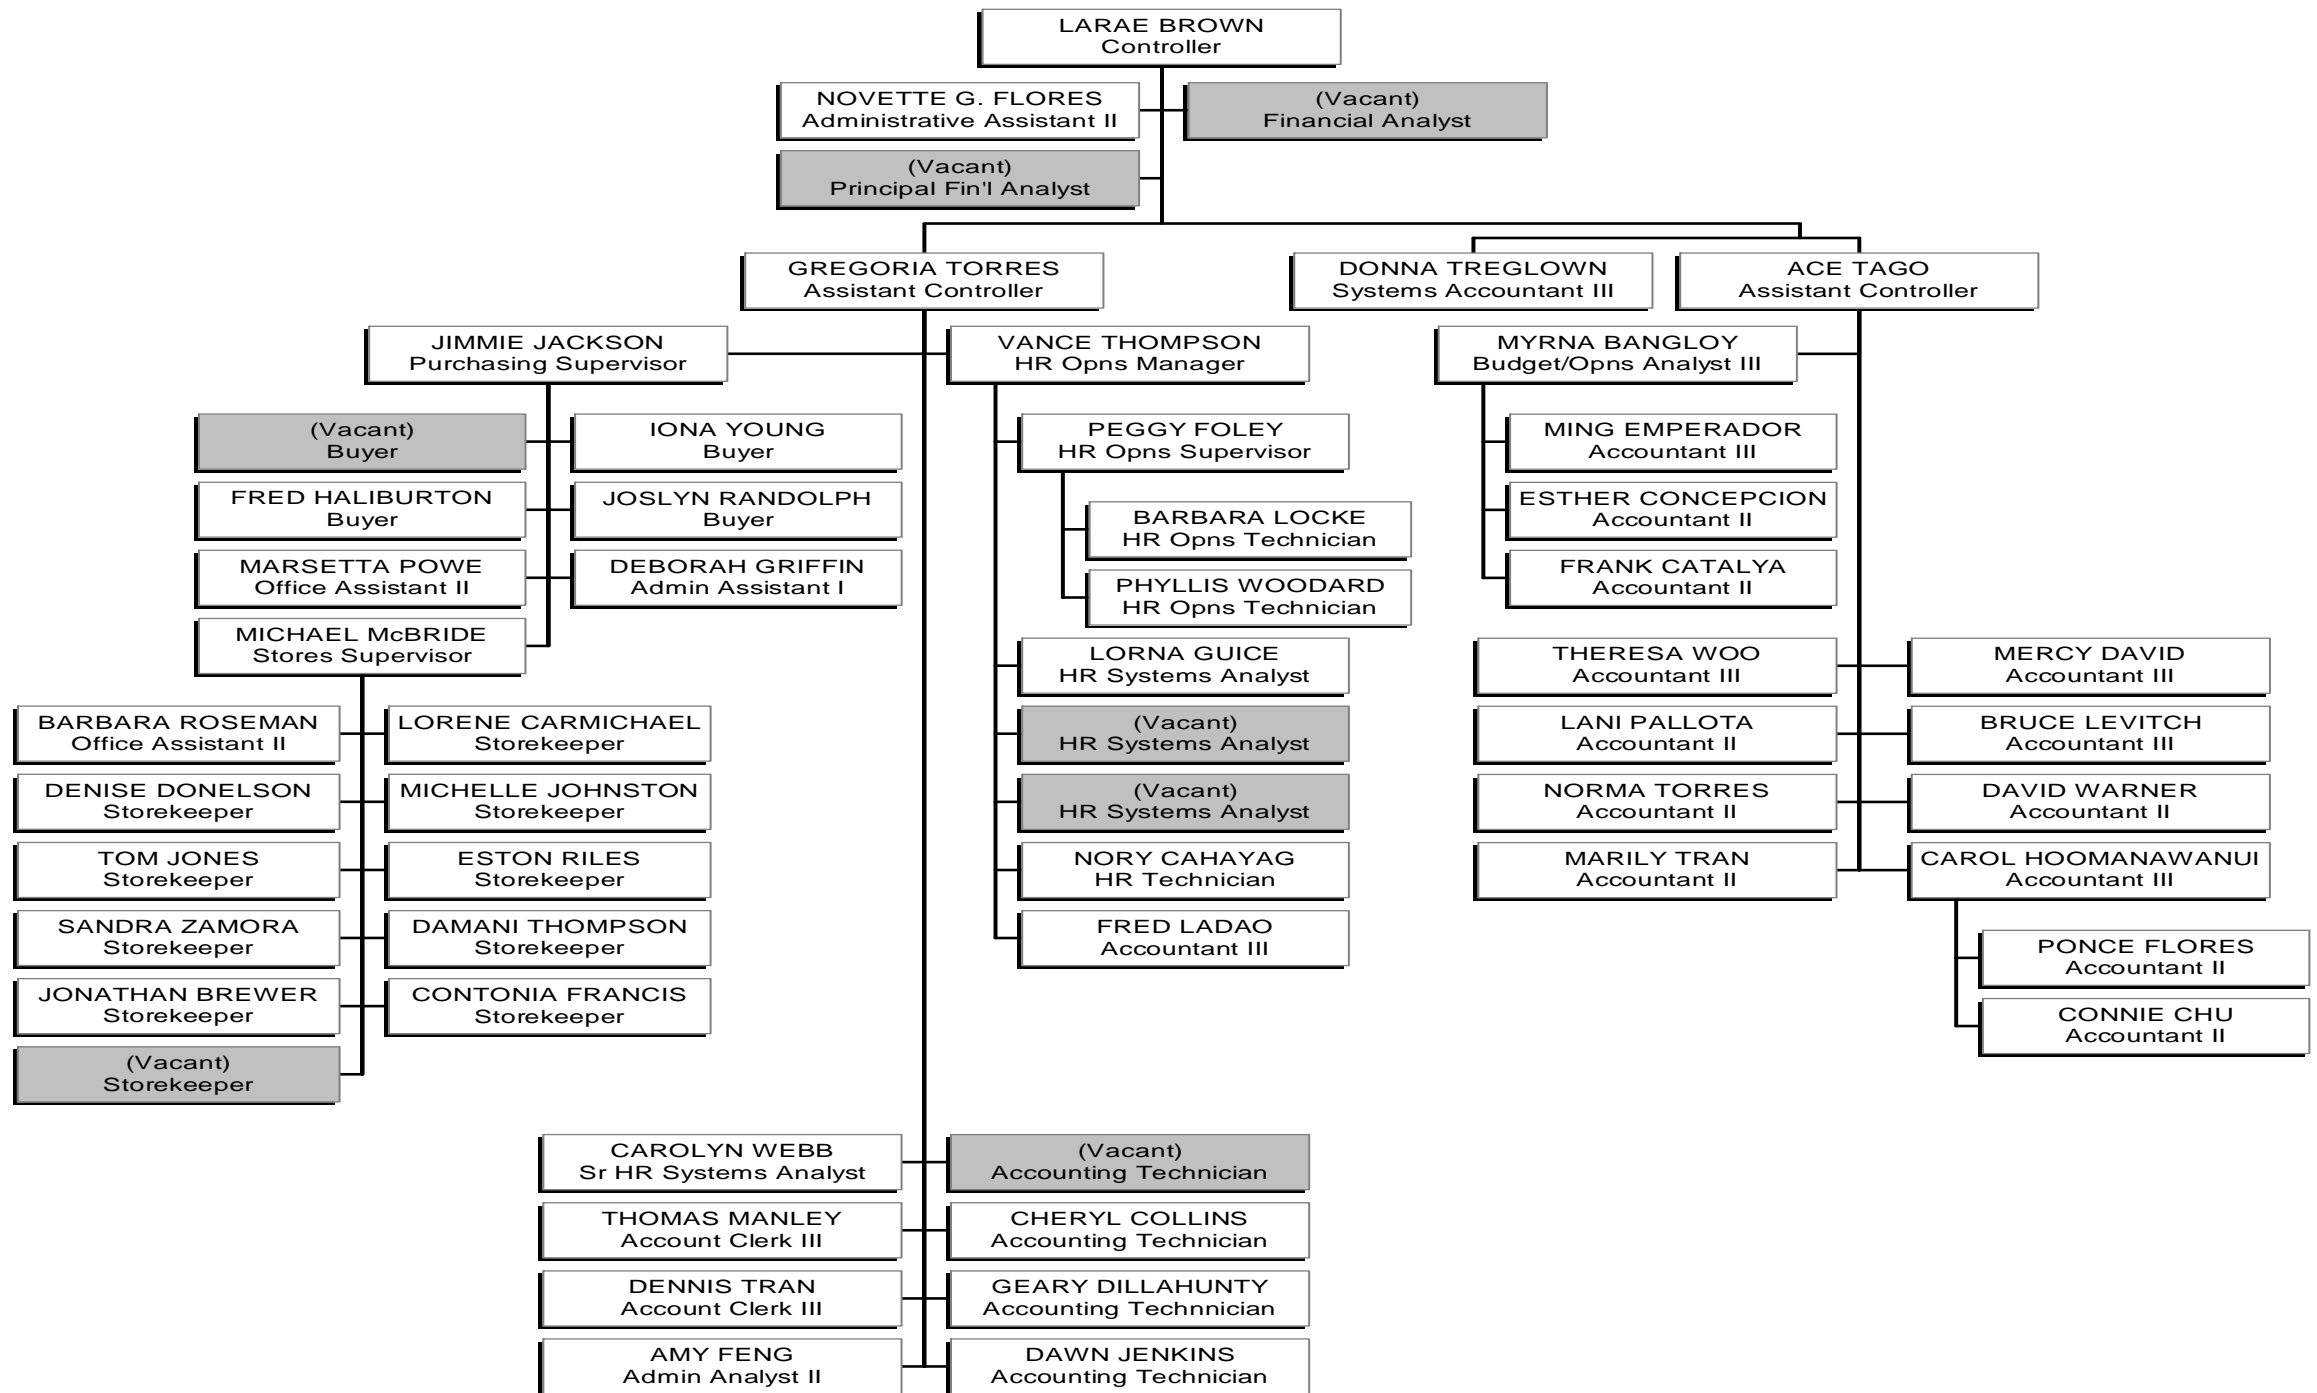 LARAE BROWN
Controller
NOVETTE G. FLORES
Administrative Assistant II
(Vacant)
Financial Analyst
(Vacant)
Principal Fin'l Analyst
GREGORIA TORRES
Assistant Controller
DONNA TREGLOWN
Systems Accountant III
ACE TAGO
Assistant Controller
JIMMIE JACKSON
Purchasing Supervisor
VANCE THOMPSON
HR Opns Manager
MYRNA BANGLOY
Budget/Opns Analyst III
(Vacant)
Buyer
IONA YOUNG
Buyer
FRED HALIBURTON
Buyer
JOSLYN RANDOLPH
Buyer
MARSETTA POWE
Office Assistant II
DEBORAH GRIFFIN
Admin Assistant I
MICHAEL McBRIDE
Stores Supervisor
BARBARA ROSEMAN
Office Assistant II
LORENE CARMICHAEL
Storekeeper
DENISE DONELSON
Storekeeper
MICHELLE JOHNSTON
Storekeeper
TOM JONES
Storekeeper
ESTON RILES
Storekeeper
SANDRA ZAMORA
Storekeeper
DAMANI THOMPSON
Storekeeper
JONATHAN BREWER
Storekeeper
CONTONIA FRANCIS
Storekeeper
(Vacant)
Storekeeper
PEGGY FOLEY
HR Opns Supervisor
BARBARA LOCKE
HR Opns Technician
PHYLLIS WOODARD
HR Opns Technician
LORNA GUICE
HR Systems Analyst
(Vacant)
HR Systems Analyst
(Vacant)
HR Systems Analyst
NORY CAHAYAG
HR Technician
FRED LADAO
Accountant III
MING EMPERADOR
Accountant III
ESTHER CONCEPCION
Accountant II
FRANK CATALYA
Accountant II
THERESA WOO
Accountant III
MERCY DAVID
Accountant III
LANI PALLOTA
Accountant II
BRUCE LEVITCH
Accountant III
NORMA TORRES
Accountant II
DAVID WARNER
Accountant II
MARILY TRAN
Accountant II
CAROL HOOMANAWANUI
Accountant III
PONCE FLORES
Accountant II
CONNIE CHU
Accountant II
CAROLYN WEBB
Sr HR Systems Analyst
(Vacant)
Accounting Technician
THOMAS MANLEY
Account Clerk III
CHERYL COLLINS
Accounting Technician
DENNIS TRAN
Account Clerk III
GEARY DILLAHUNTY
Accounting Technnician
AMY FENG
Admin Analyst II
DAWN JENKINS
Accounting Technician